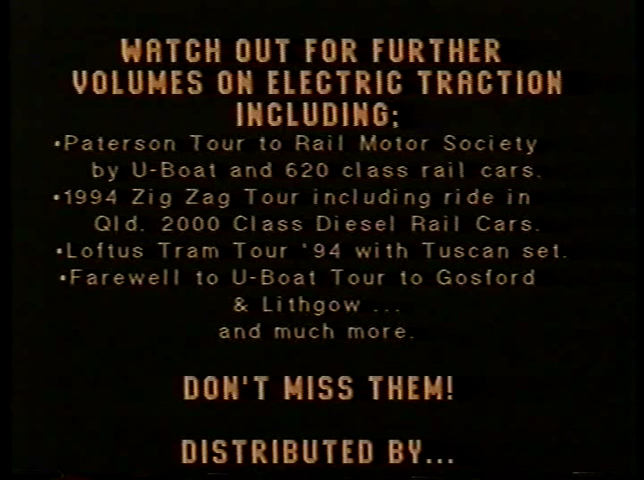 WATCH OUT FOR FURTHER
VOLUMES ON ELECTRIC TRACTION
INCLUDING;
•Paterson Tour to Rail Motor Society
by U-Boat and 620 class rail cars.
•1994 Zig Zag Tour including ride in
Qld. 2000 Class Diesel Rail Cars.
•Loftus Tram Tour '94 with Tuscan set.
•Farewell to U-Boat Tour to Gosford
& Lithgow ...
and much more.
DON'T MISS THEM!
DISTRIBUTED BY...